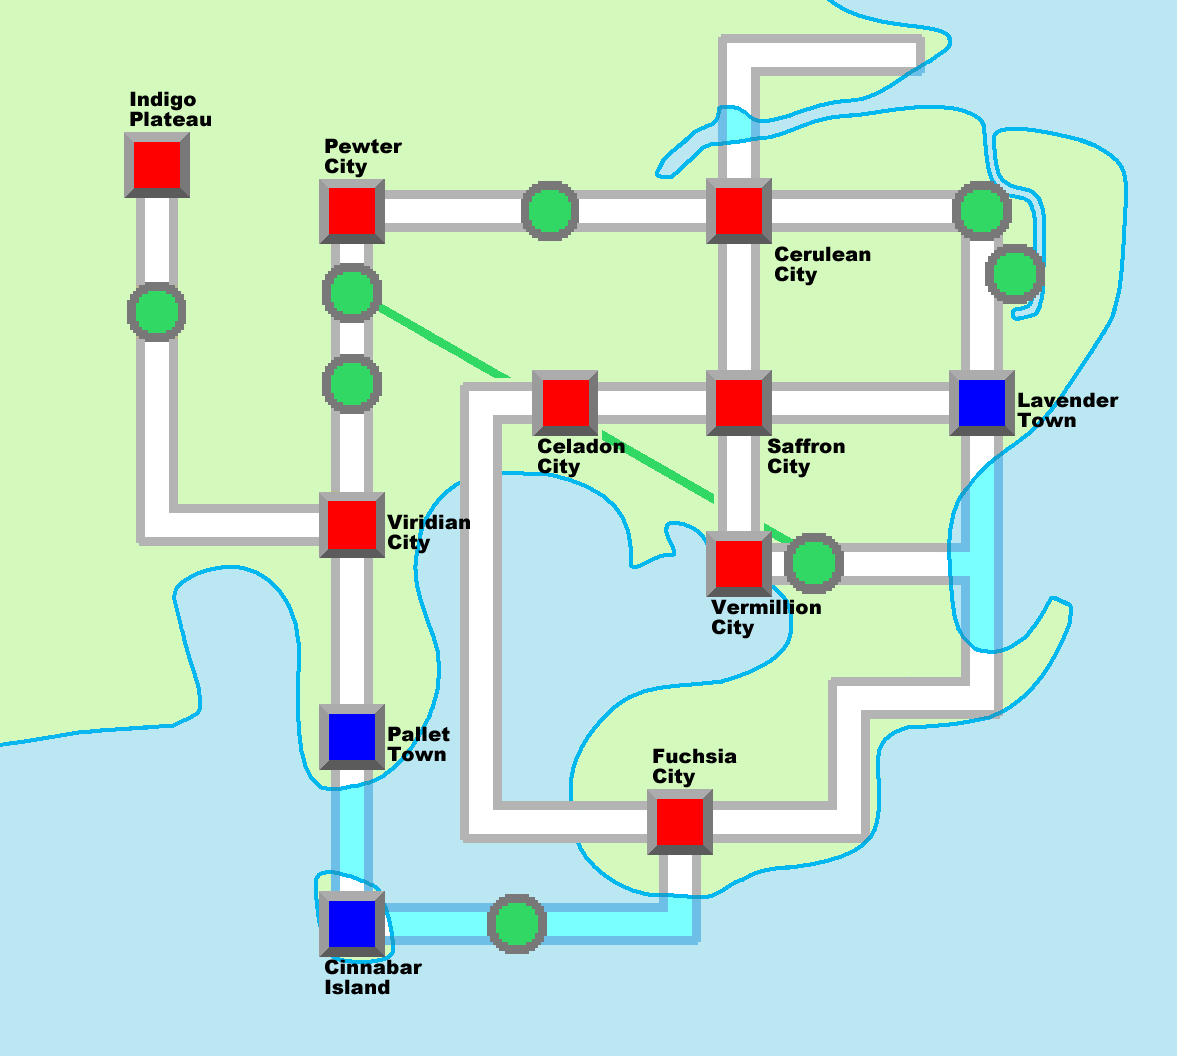 Indigo
Plateau
Pewter
City
Cerulean
City
Lavender
Town
Celadon
City
Saffron
City
Viridian
City
Vermillion
City
Pallet
Town
Fuchsia
City
Cinnabar
Island